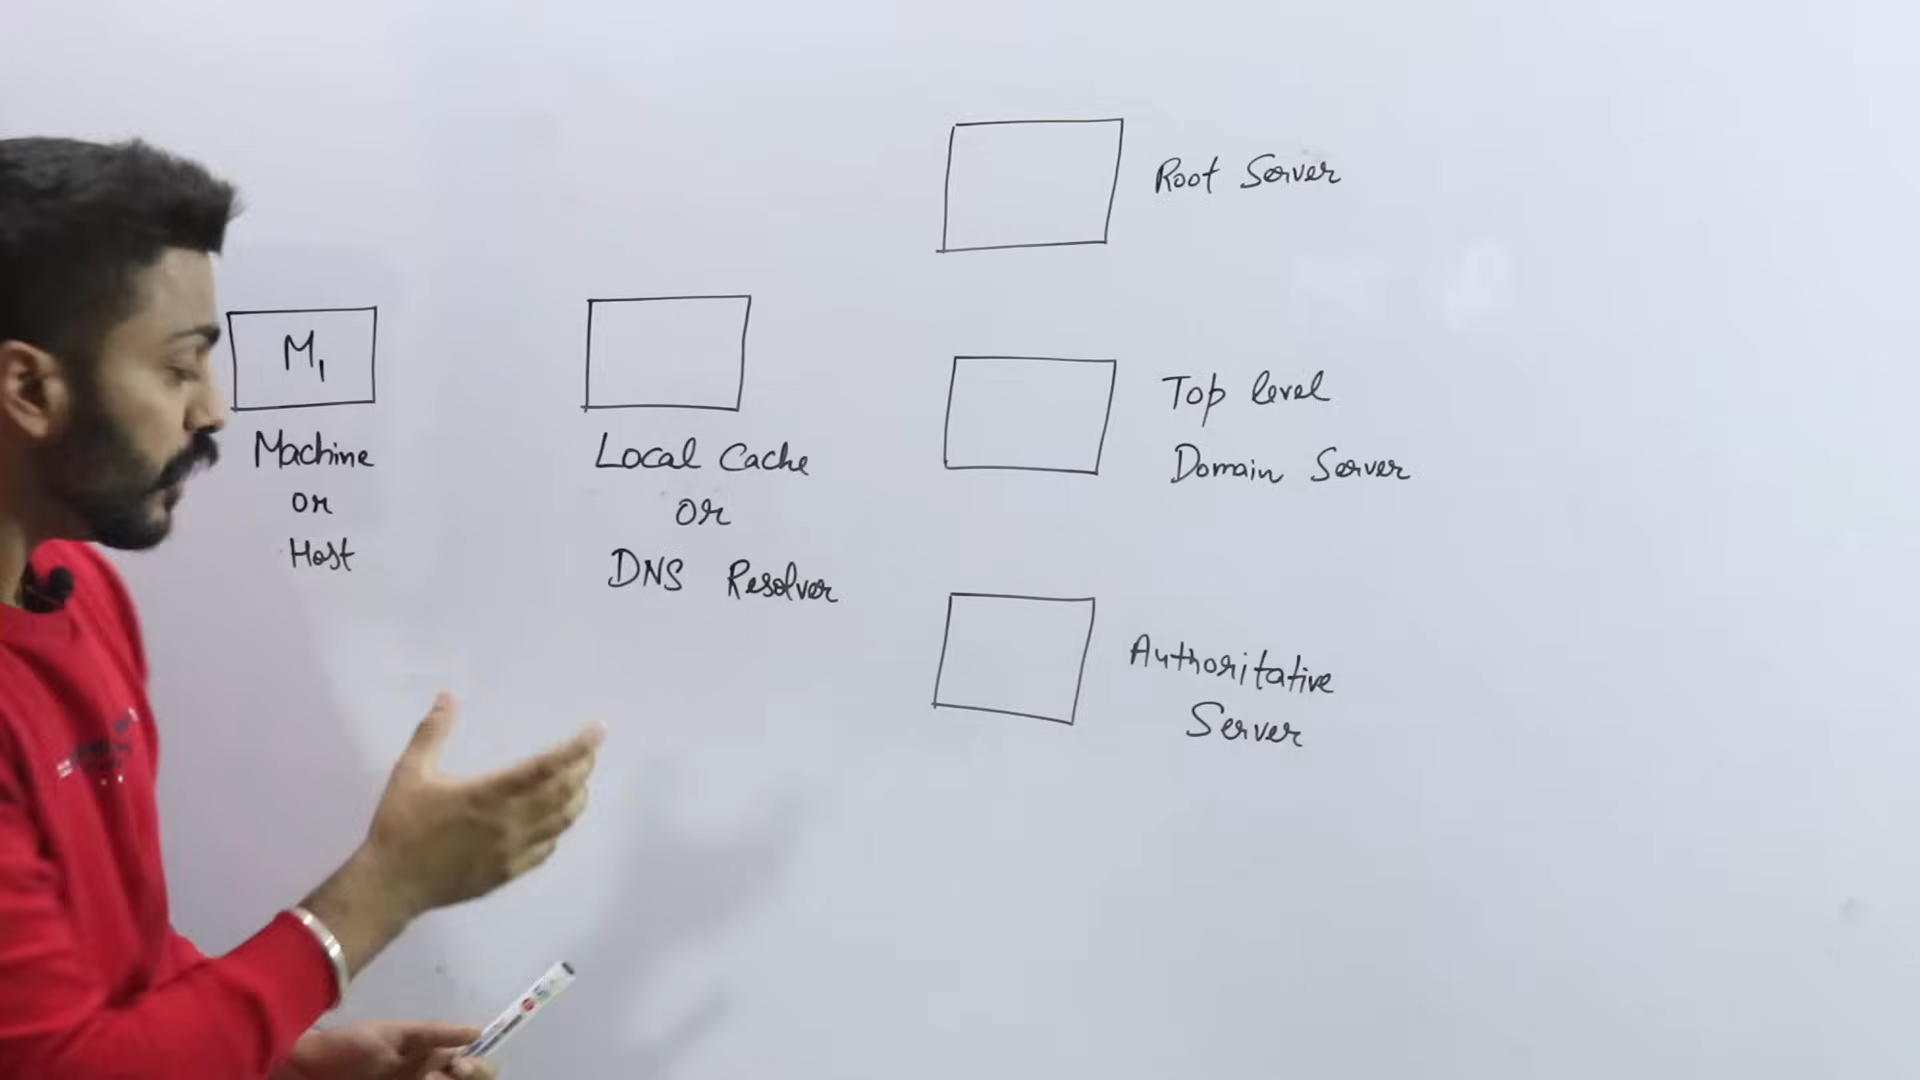 M1
Machine
or
Host
Local Cache
or
DNS Resolver
Root Server
Top level
Domain Server
Authoritative
Server